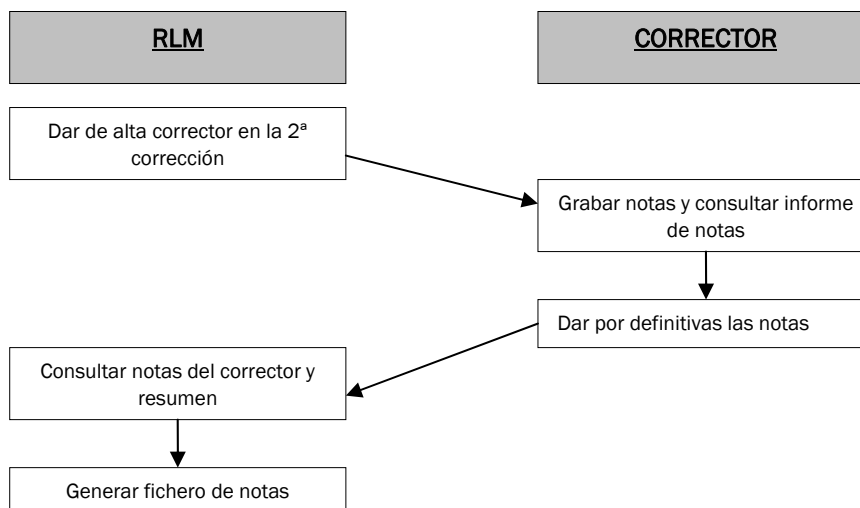 RLM
CORRECTOR
Dar de alta corrector en la 2ª
corrección
Grabar notas y consultar informe
de notas
Dar por definitivas las notas
Consultar notas del corrector y
resumen
Generar fichero de notas